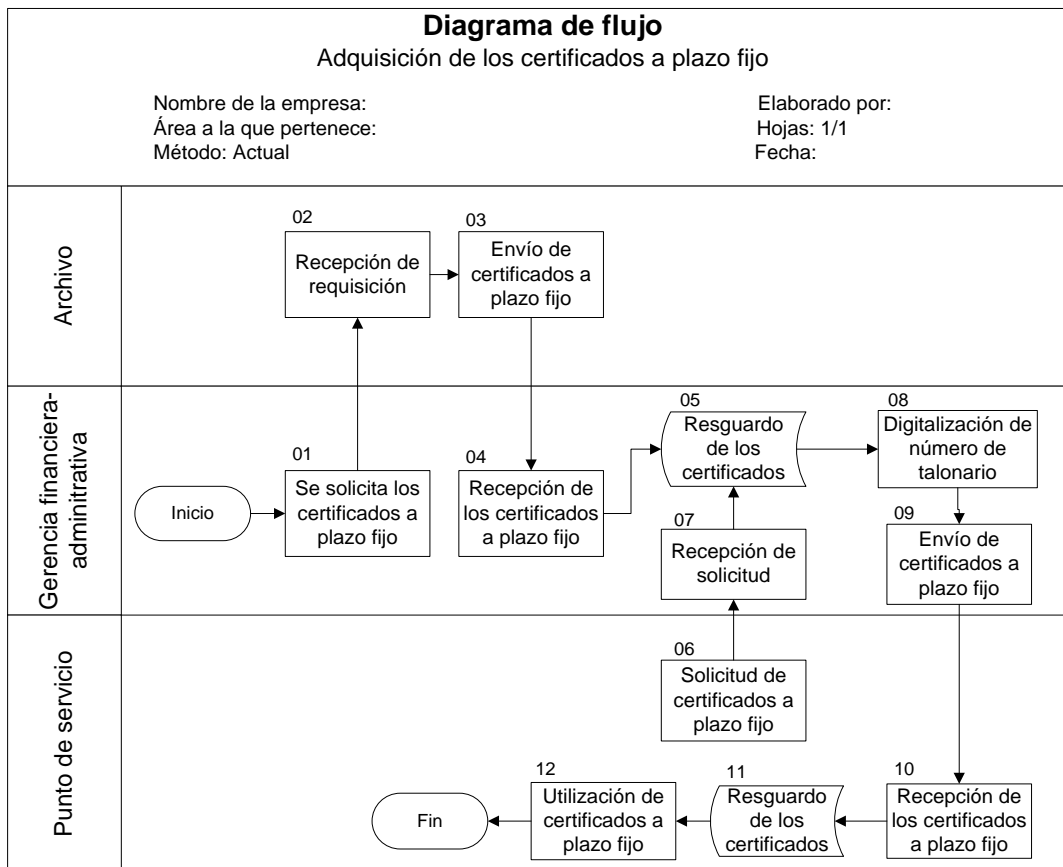 Diagrama de flujo
Adquisición de los certificados a plazo fijo
Nombre de la empresa:
Área a la que pertenece:
Método: Actual
Elaborado por:
Hojas: 1/1
Fecha:
Archivo
02
Recepción de
requisición
03
Envío de
certificados a
plazo fijo
Gerencia financiera-
adminitrativa
Inicio
01
Se solicita los
certificados a
plazo fijo
04
Recepción de
los certificados
a plazo fijo
05
Resguardo
de los
certificados
07
Recepción de
solicitud
08
Digitalización de
número de
talonario
09
Envío de
certificados a
plazo fijo
Punto de servicio
06
Solicitud de
certificados a
plazo fijo
10
Recepción de
los certificados
a plazo fijo
11
Resguardo
de los
certificados
12
Utilización de
certificados a
plazo fijo
Fin